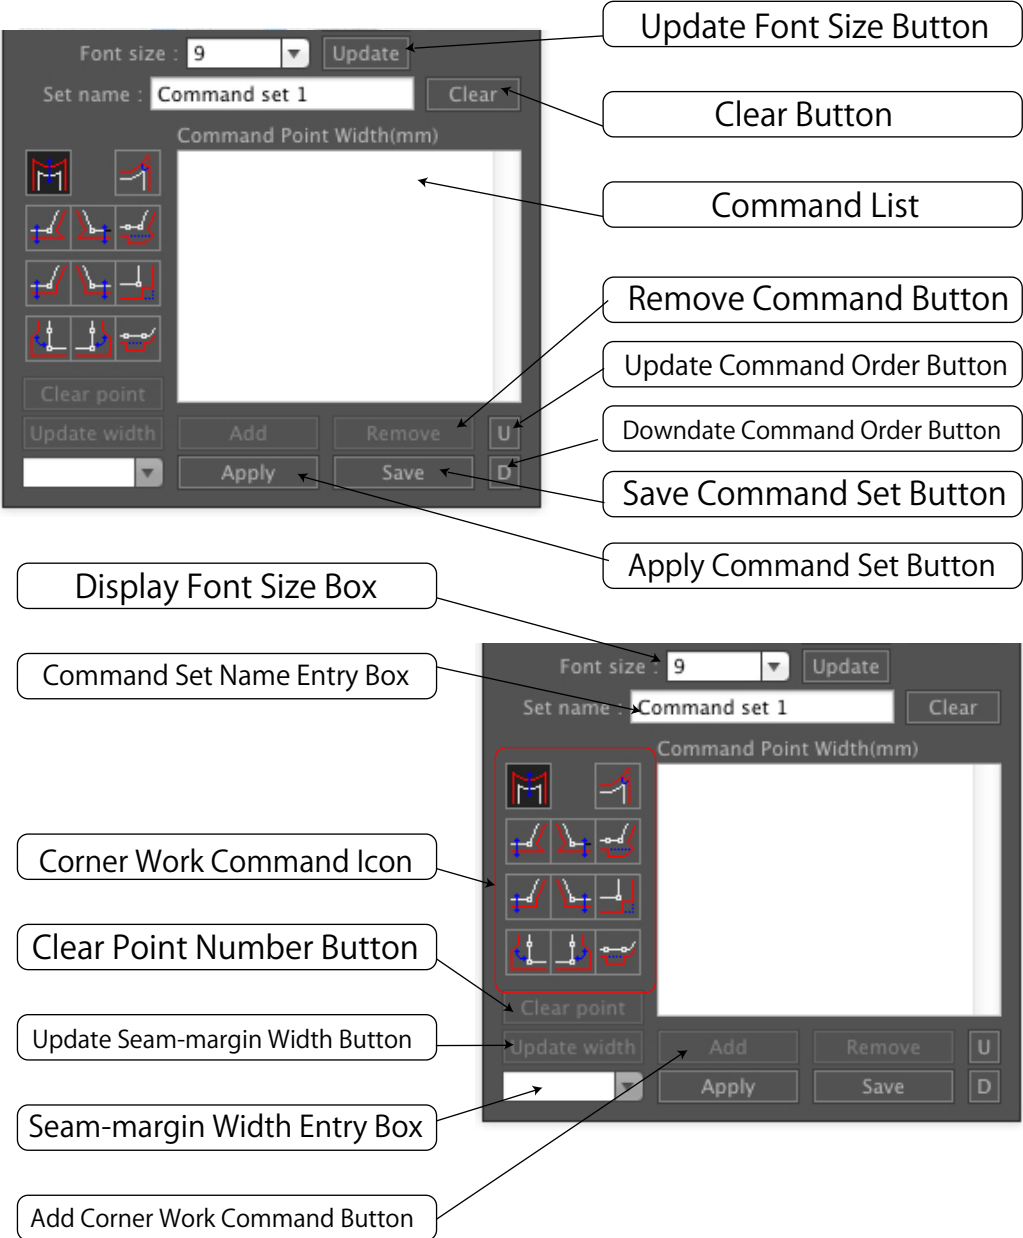 Update Font Size Button
Font size : 9 Update
Set name : Command set 1 Clear
Clear Button
Command Point Width(mm)
Command List
Remove Command Button
Update Command Order Button
Clear point
Update width Add Remove U
Downdate Command Order Button
Apply Save D
Save Command Set Button
Apply Command Set Button
Display Font Size Box
Font size : 9 Update
Command Set Name Entry Box
Set name : Command set 1 Clear
Command Point Width(mm)
Corner Work Command Icon
Clear Point Number Button
Clear point
Update Seam-margin Width Button
Update width Add Remove U
Apply Save D
Seam-margin Width Entry Box
Add Corner Work Command Button